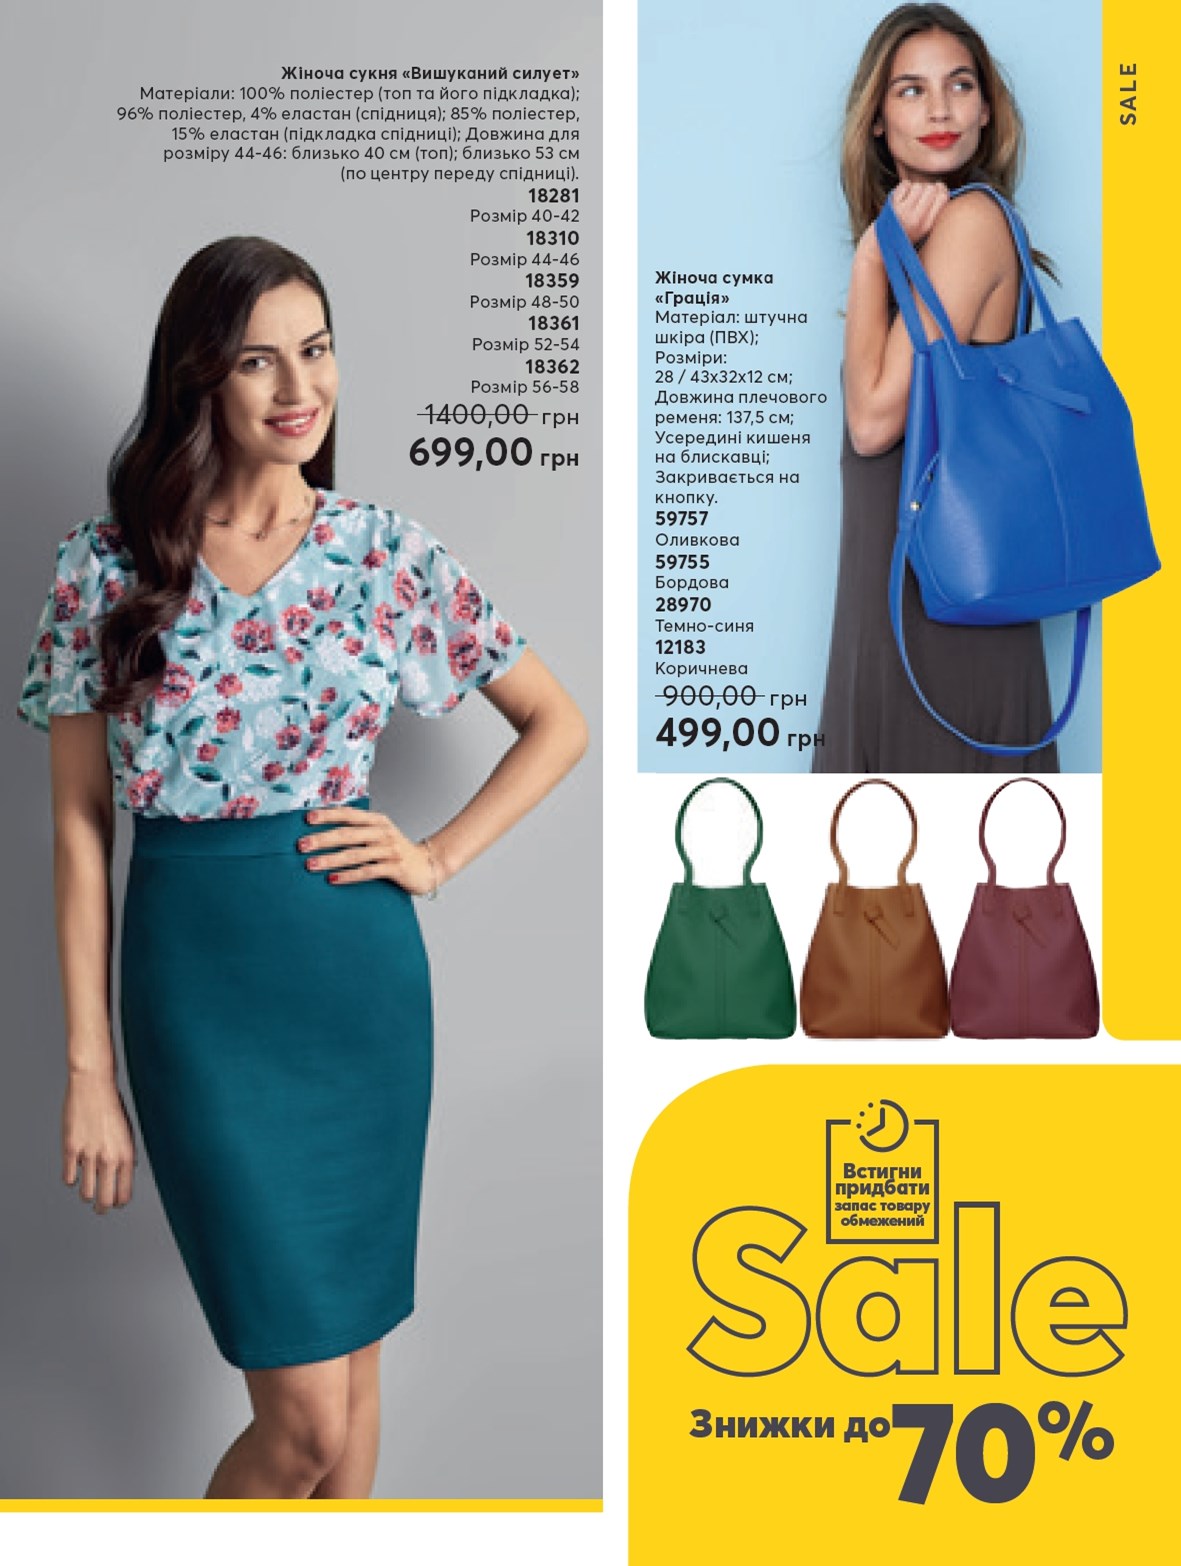 Жіноча сукня «Вишуканий силует»
Матеріали: 100% поліестер (топ та його підкладка);
96% поліестер, 4% еластан (спідниця); 85% поліестер,
15% еластан (підкладка спідниці); Довжина для
розміру 44-46: близько 40 см (топ); близько 53 см
(по центру переду спідниці).
18281
Розмір 40-42
18310
Розмір 44-46
18359
Розмір 48-50
18361
Розмір 52-54
18362
Розмір 56-58
1400,00 грн
699,00 грн
SALE
Жіноча сумка
«Грація»
Матеріал: штучна
шкіра (ПВХ);
Розміри:
28 / 43х32х12 см;
Довжина плечового
ременя: 137,5 см;
Усередині кишеня
на блискавці;
Закривається на
кнопку.
59757
Оливкова
59755
Бордова
28970
Темно-синя
12183
Коричнева
900,00 грн
499,00 грн
Встигни
придбати
запас товару
обмежений
Sale
Знижки до 70%